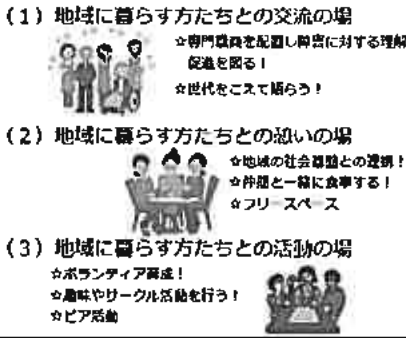 (1) 地域に暮らす方たちとの交流の場
☆専門職員を配置し障害に対する理解
促進を図る！
☆世代をこえて語らう！
(2) 地域に暮らす方たちとの憩いの場
☆地域の社会資源との連携！
☆仲間と一緒に食事する！
☆フリースペース
(3) 地域に暮らす方たちとの活動の場
☆ボランティア育成！
☆趣味やサークル活動を行う！
☆ピア活動